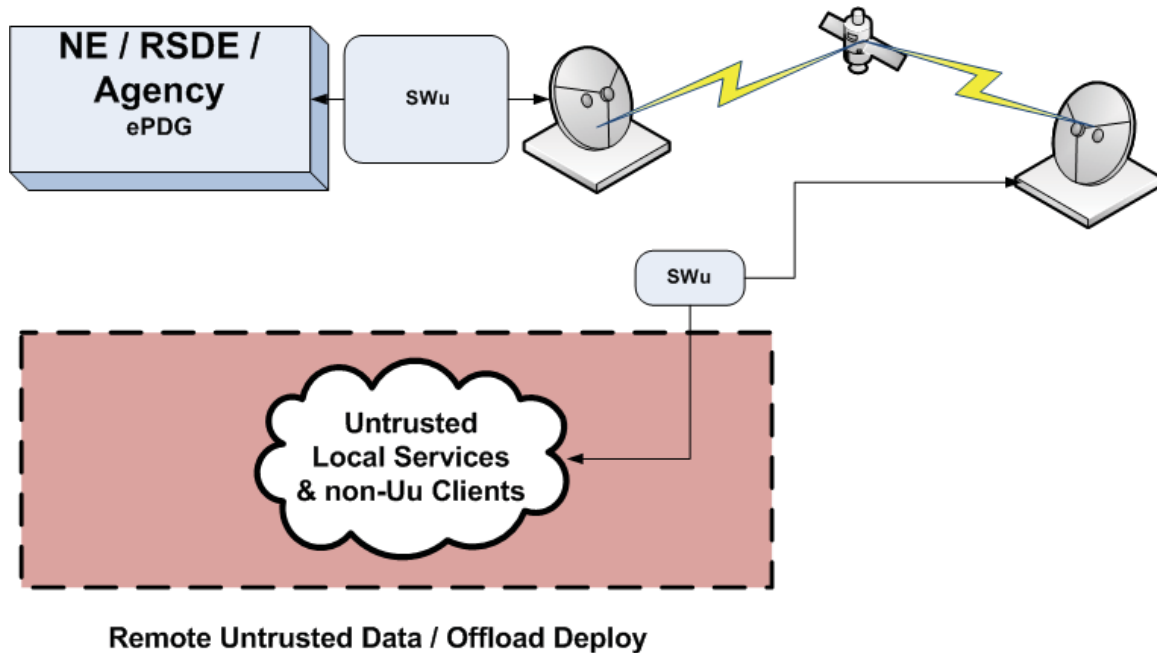 NE / RSDE /
Agency
ePDG
SWu
SWu
Untrusted
Local Services
& non-Uu Clients
Remote Untrusted Data / Offload Deploy